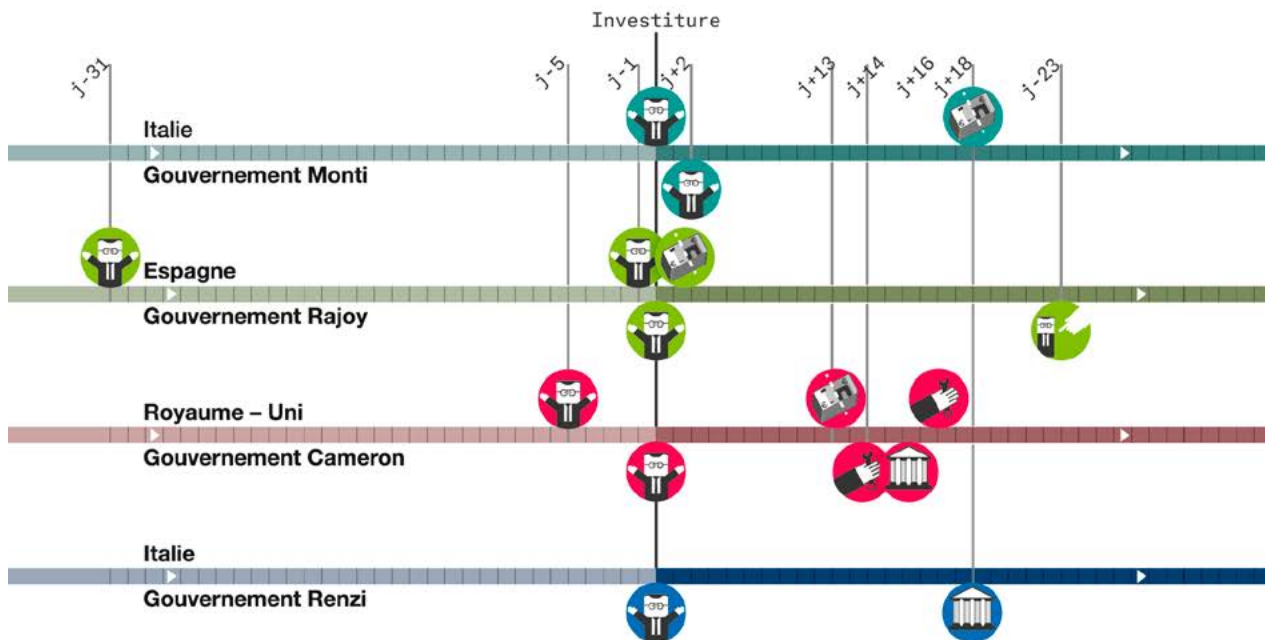 Investiture
j-31
j-5
j-1
j+2
j+13
j+14
j+16
j+18
j-23
Italie
Gouvernement Monti
Espagne
Gouvernement Rajoy
Royaume – Uni
Gouvernement Cameron
Italie
Gouvernement Renzi